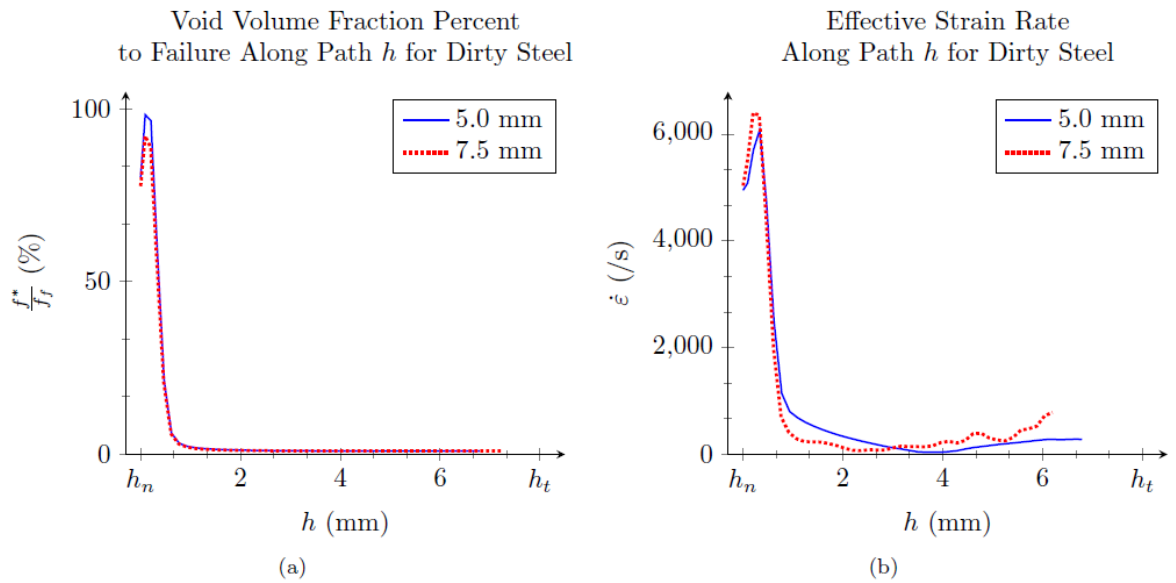 Void Volume Fraction Percent
to Failure Along Path h for Dirty Steel
100
50
0
f*/f_f (%)
5.0 mm
7.5 mm
h_n
2
4
6
h_t
h (mm)
(a)
Effective Strain Rate
Along Path h for Dirty Steel
6,000
4,000
2,000
0
ε̇ (/s)
5.0 mm
7.5 mm
h_n
2
4
6
h_t
h (mm)
(b)